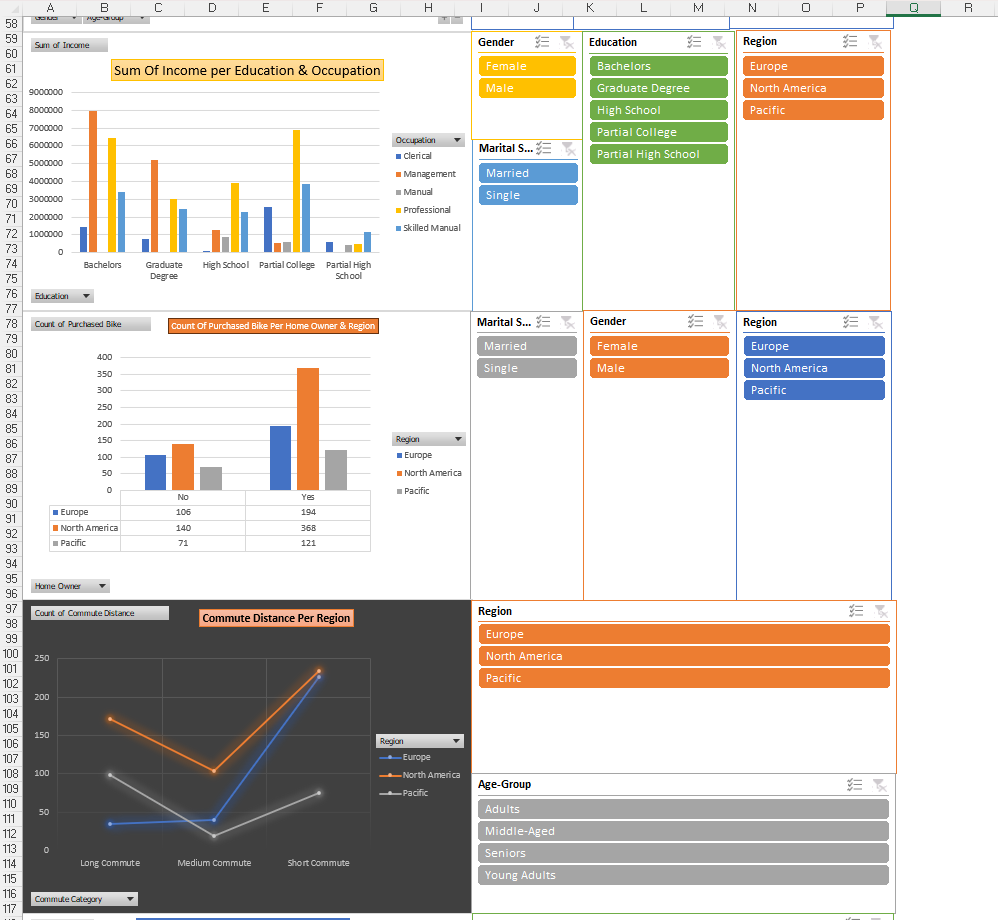 A B C D E F G H I J K L M N O P Q R
58
59
60
61
62
63
64
65
66
67
68
69
70
71
72
73
74
75
76
77
78
79
80
81
82
83
84
85
86
87
88
89
90
91
92
93
94
95
96
97
98
99
100
101
102
103
104
105
106
107
108
109
110
111
112
113
114
115
116
117
Gender Age-Group
Sum of Income
Sum Of Income per Education & Occupation
9000000
8000000
7000000
6000000
5000000
4000000
3000000
2000000
1000000
0
Bachelors Graduate Degree High School Partial College Partial High School
Occupation
Clerical
Management
Manual
Professional
Skilled Manual
Education
Gender
Female
Male
Marital S...
Married
Single
Education
Bachelors
Graduate Degree
High School
Partial College
Partial High School
Region
Europe
North America
Pacific
Count of Purchased Bike
Count Of Purchased Bike Per Home Owner & Region
400
350
300
250
200
150
100
50
0
No Yes
Europe 106 194
North America 140 368
Pacific 71 121
Region
Europe
North America
Pacific
Home Owner
Marital S...
Married
Single
Gender
Female
Male
Region
Europe
North America
Pacific
Count of Commute Distance
Commute Distance Per Region
250
200
150
100
50
0
Long Commute Medium Commute Short Commute
Region
Europe
North America
Pacific
Commute Category
Region
Europe
North America
Pacific
Age-Group
Adults
Middle-Aged
Seniors
Young Adults